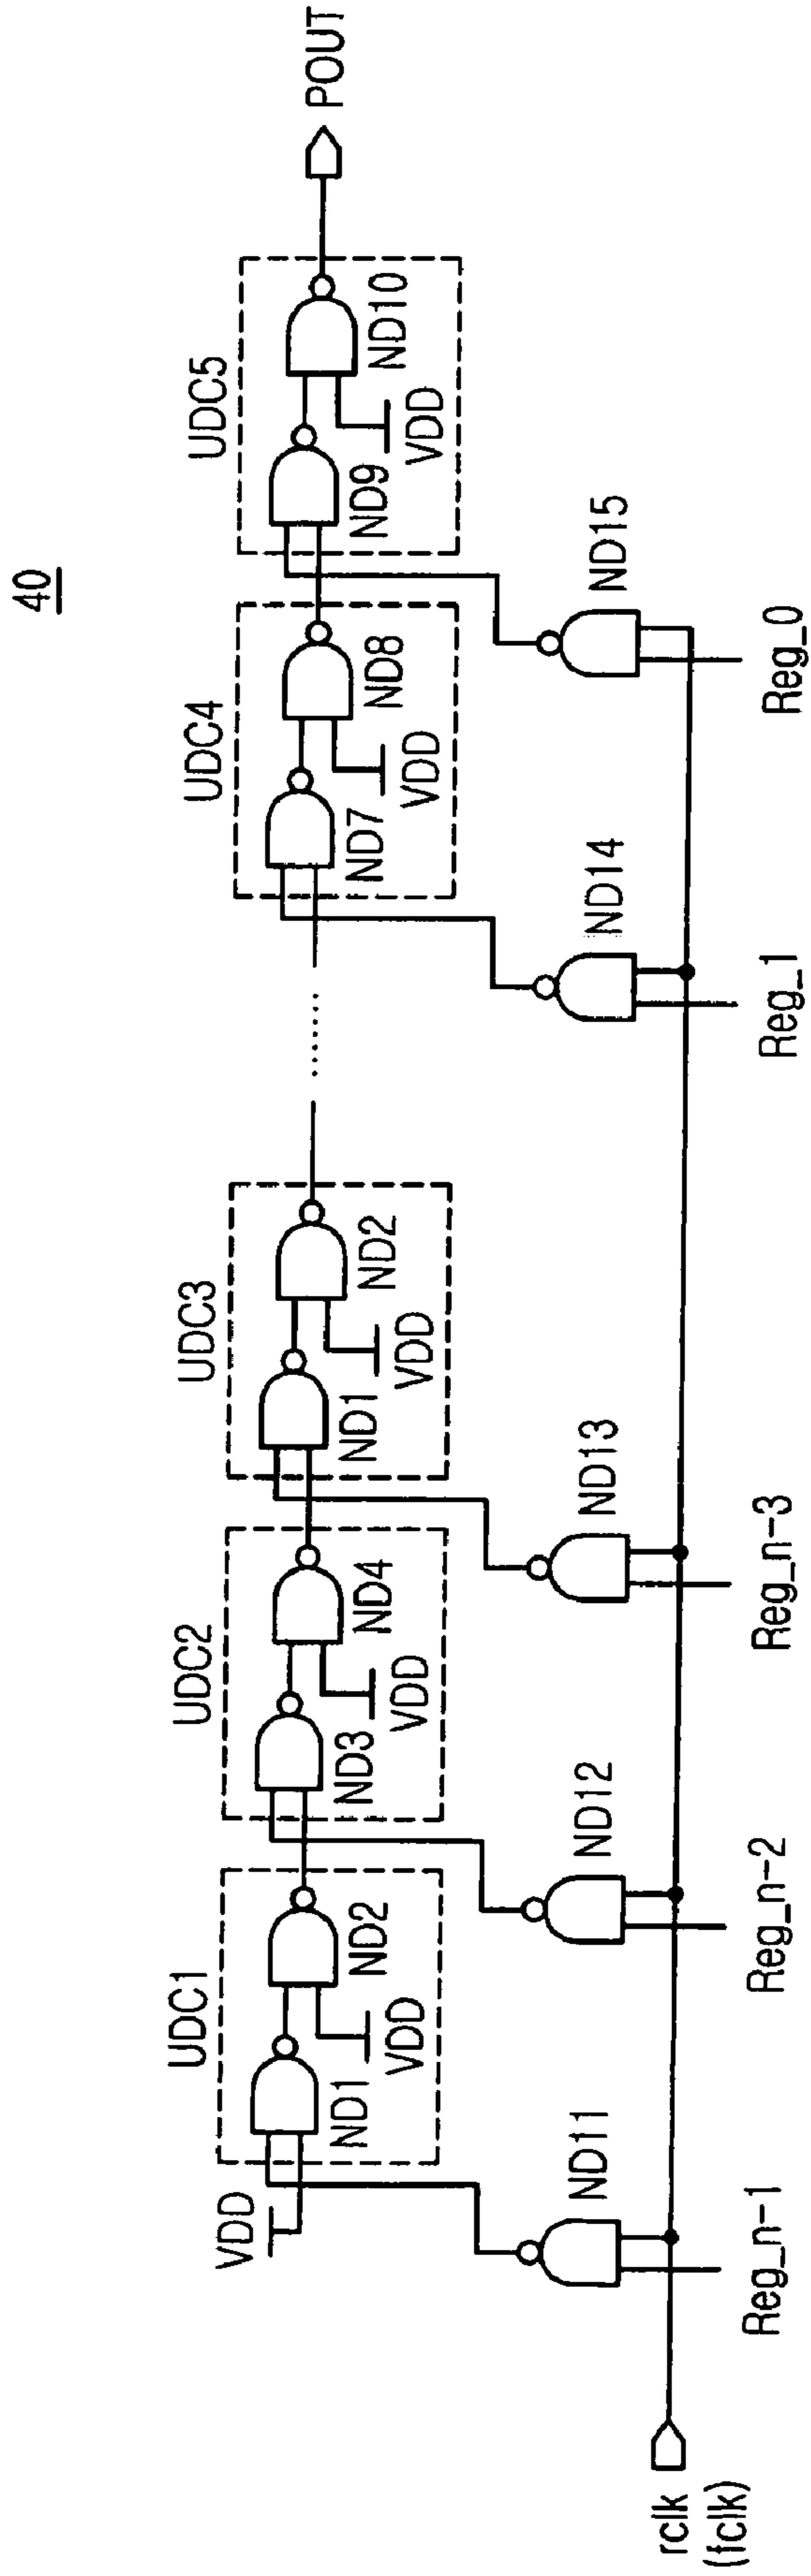 40
UDC1
UDC2
UDC3
UDC4
UDC5
VDD
ND1
ND2
VDD
ND3
ND4
VDD
ND1
ND2
VDD
ND7
ND8
VDD
ND9
ND10
VDD
POUT
ND11
ND12
ND13
ND14
ND15
rclk
(fclk)
Reg_n-1
Reg_n-2
Reg_n-3
Reg_1
Reg_0